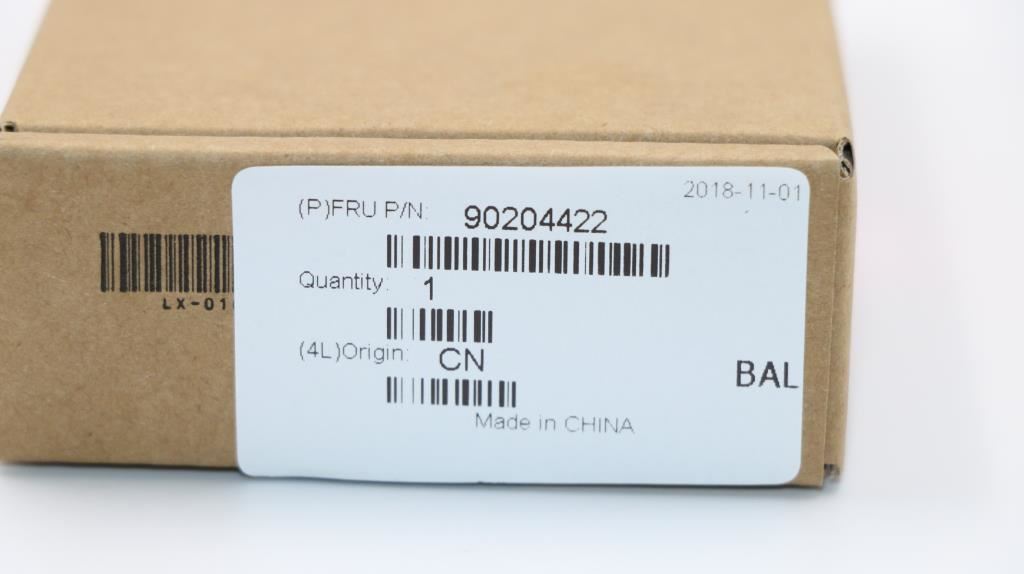 2018-11-01
(P)FRU P/N: 90204422
Quantity: 1
(4L)Origin: CN
BAL
Made in CHINA